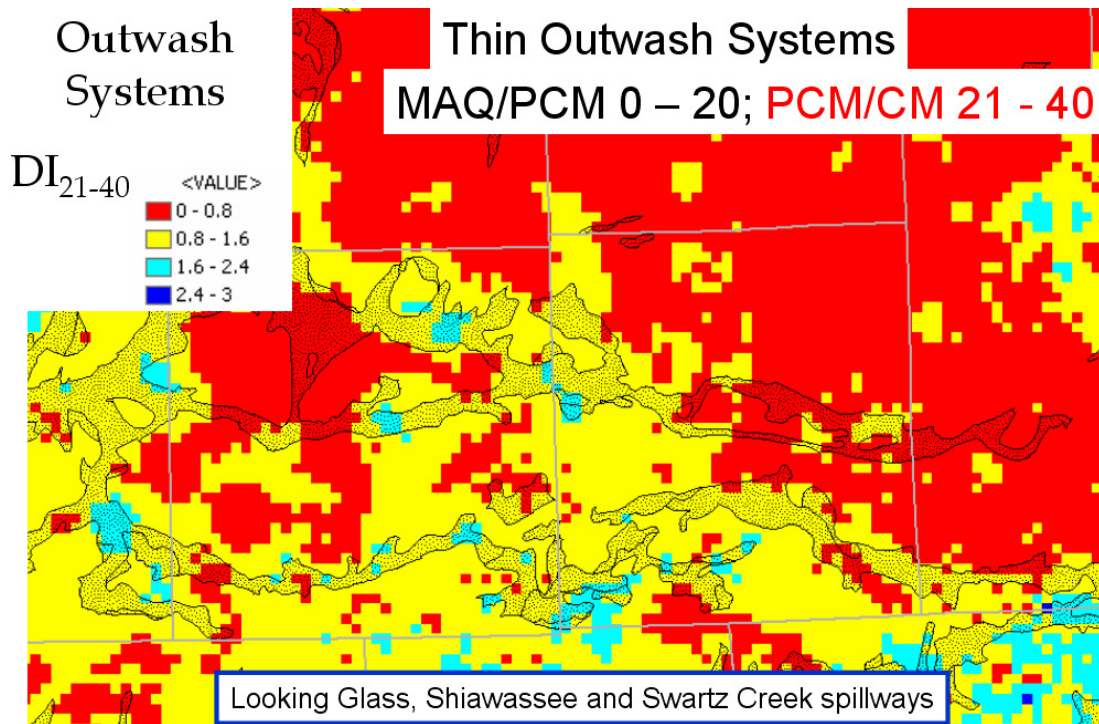 Outwash
Systems
Thin Outwash Systems
MAQ/PCM 0 – 20; PCM/CM 21 - 40
DI21-40
<VALUE>
0 - 0.8
0.8 - 1.6
1.6 - 2.4
2.4 - 3
Looking Glass, Shiawassee and Swartz Creek spillways